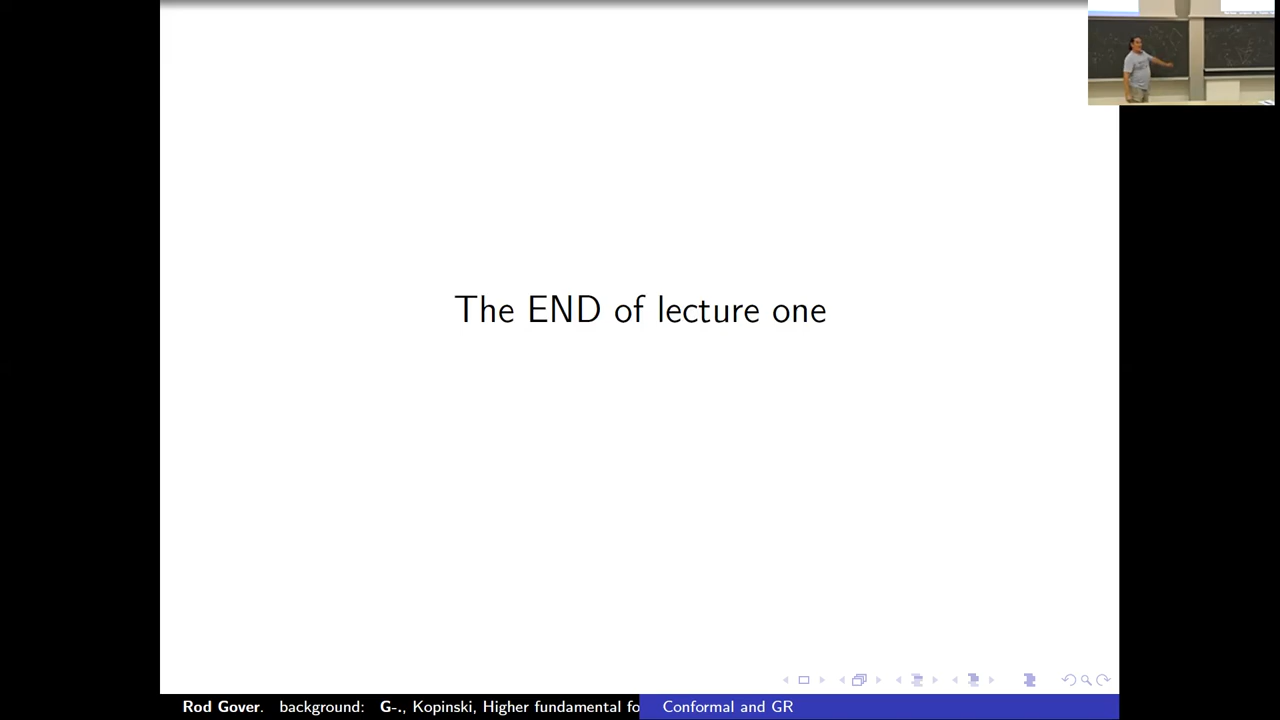 The END of lecture one
Rod Gover. background: G-., Kopinski, Higher fundamental fo
Conformal and GR